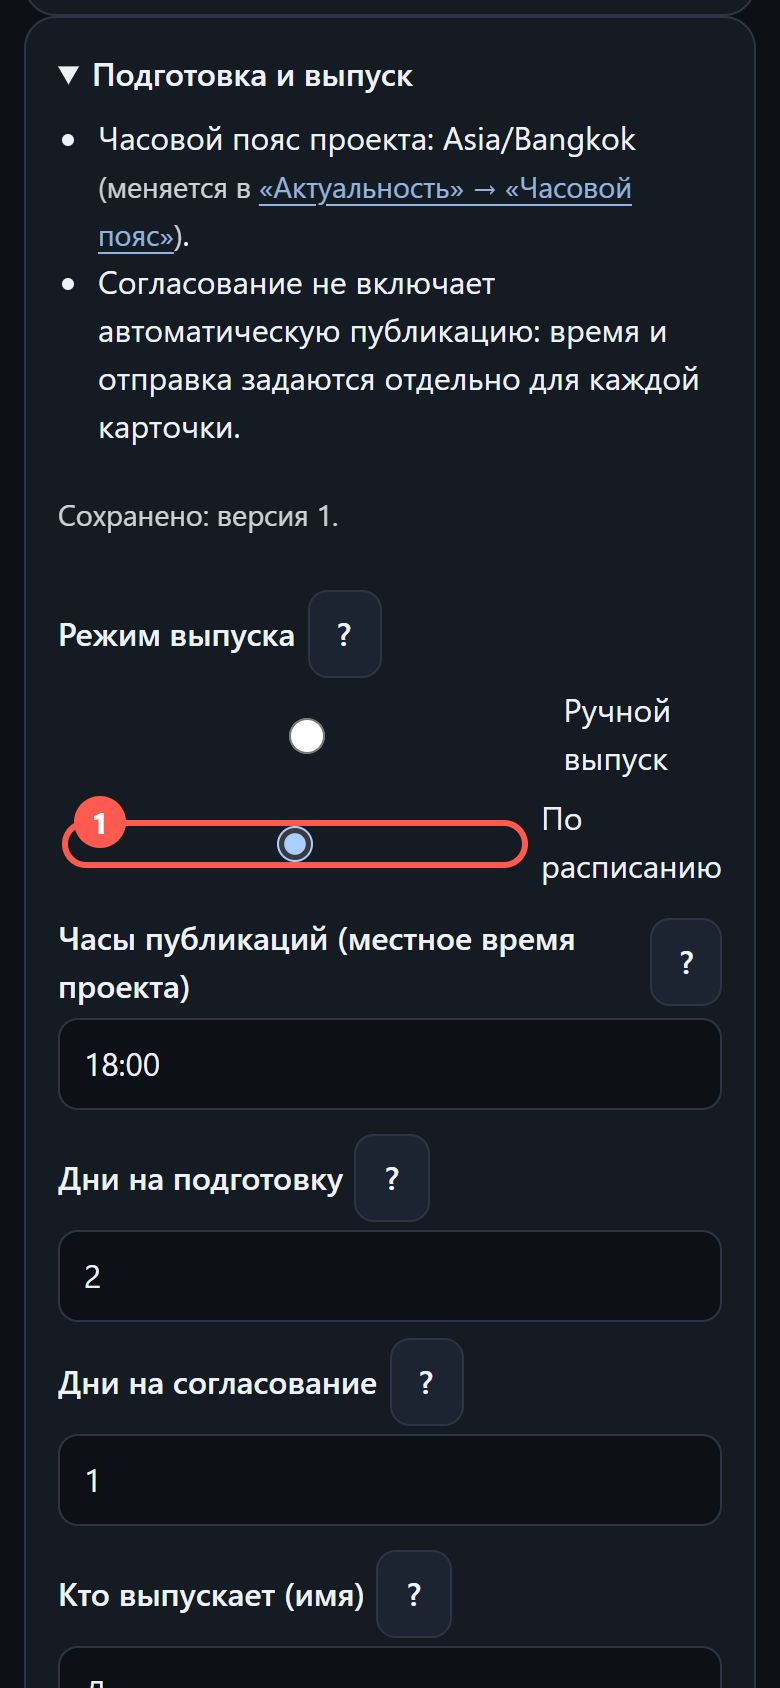 ▼ Подготовка и выпуск
• Часовой пояс проекта: Asia/Bangkok
(меняется в «Актуальность» → «Часовой
пояс»).
• Согласование не включает
автоматическую публикацию: время и
отправка задаются отдельно для каждой
карточки.
Сохранено: версия 1.
Режим выпуска ?
Ручной
выпуск
1
По
расписанию
Часы публикаций (местное время
проекта)
?
18:00
Дни на подготовку ?
2
Дни на согласование ?
1
Кто выпускает (имя) ?